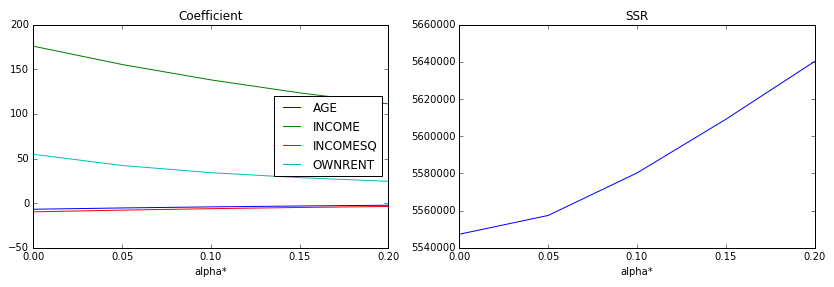 Coefficient
200
150
100
50
0
−50
0.00 0.05 0.10 0.15 0.20
alpha*
AGE
INCOME
INCOMESQ
OWNRENT
SSR
5660000
5640000
5620000
5600000
5580000
5560000
5540000
0.00 0.05 0.10 0.15 0.20
alpha*